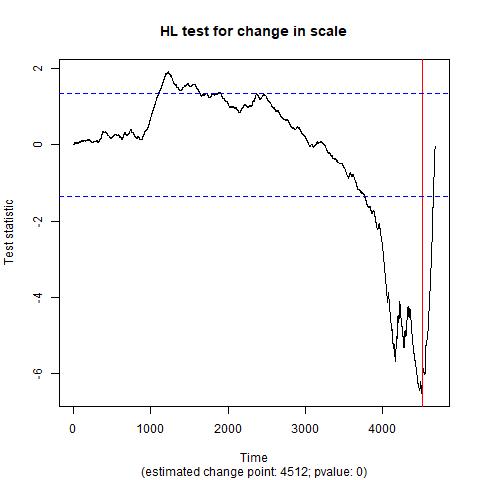 HL test for change in scale
Test statistic
2
0
-2
-4
-6
0
1000
2000
3000
4000
Time
(estimated change point: 4512; pvalue: 0)